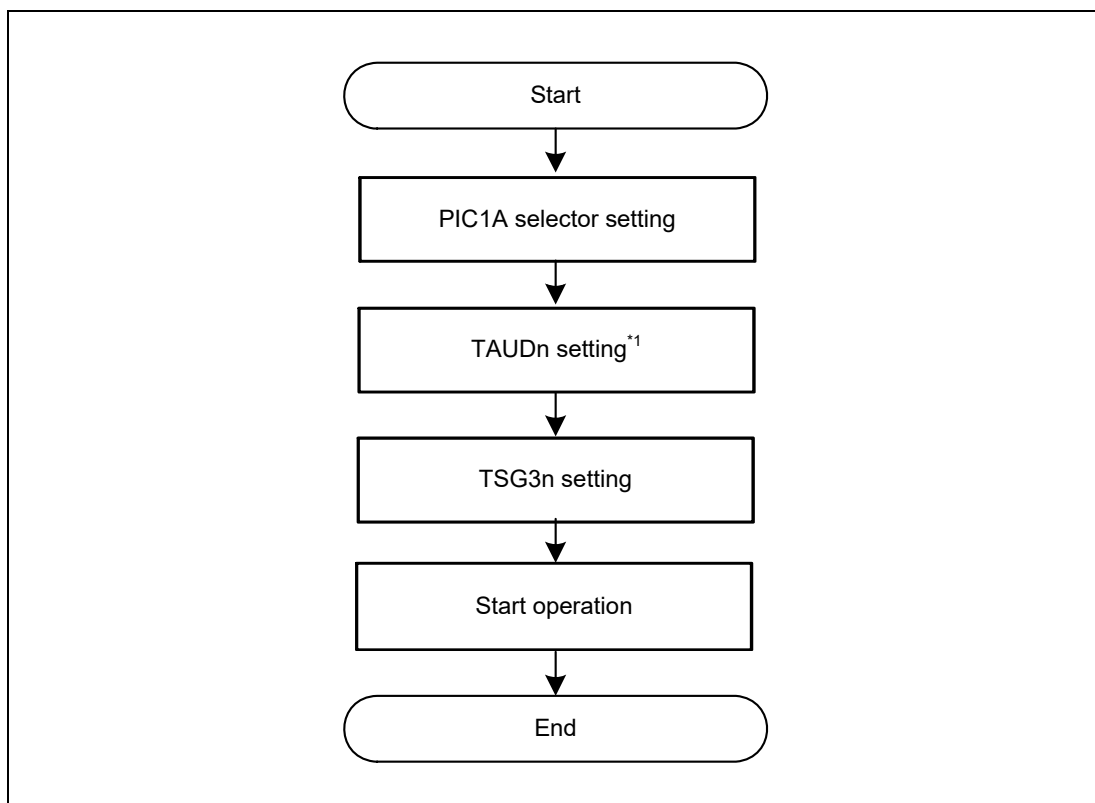 Start
PIC1A selector setting
TAUDn setting*1
TSG3n setting
Start operation
End